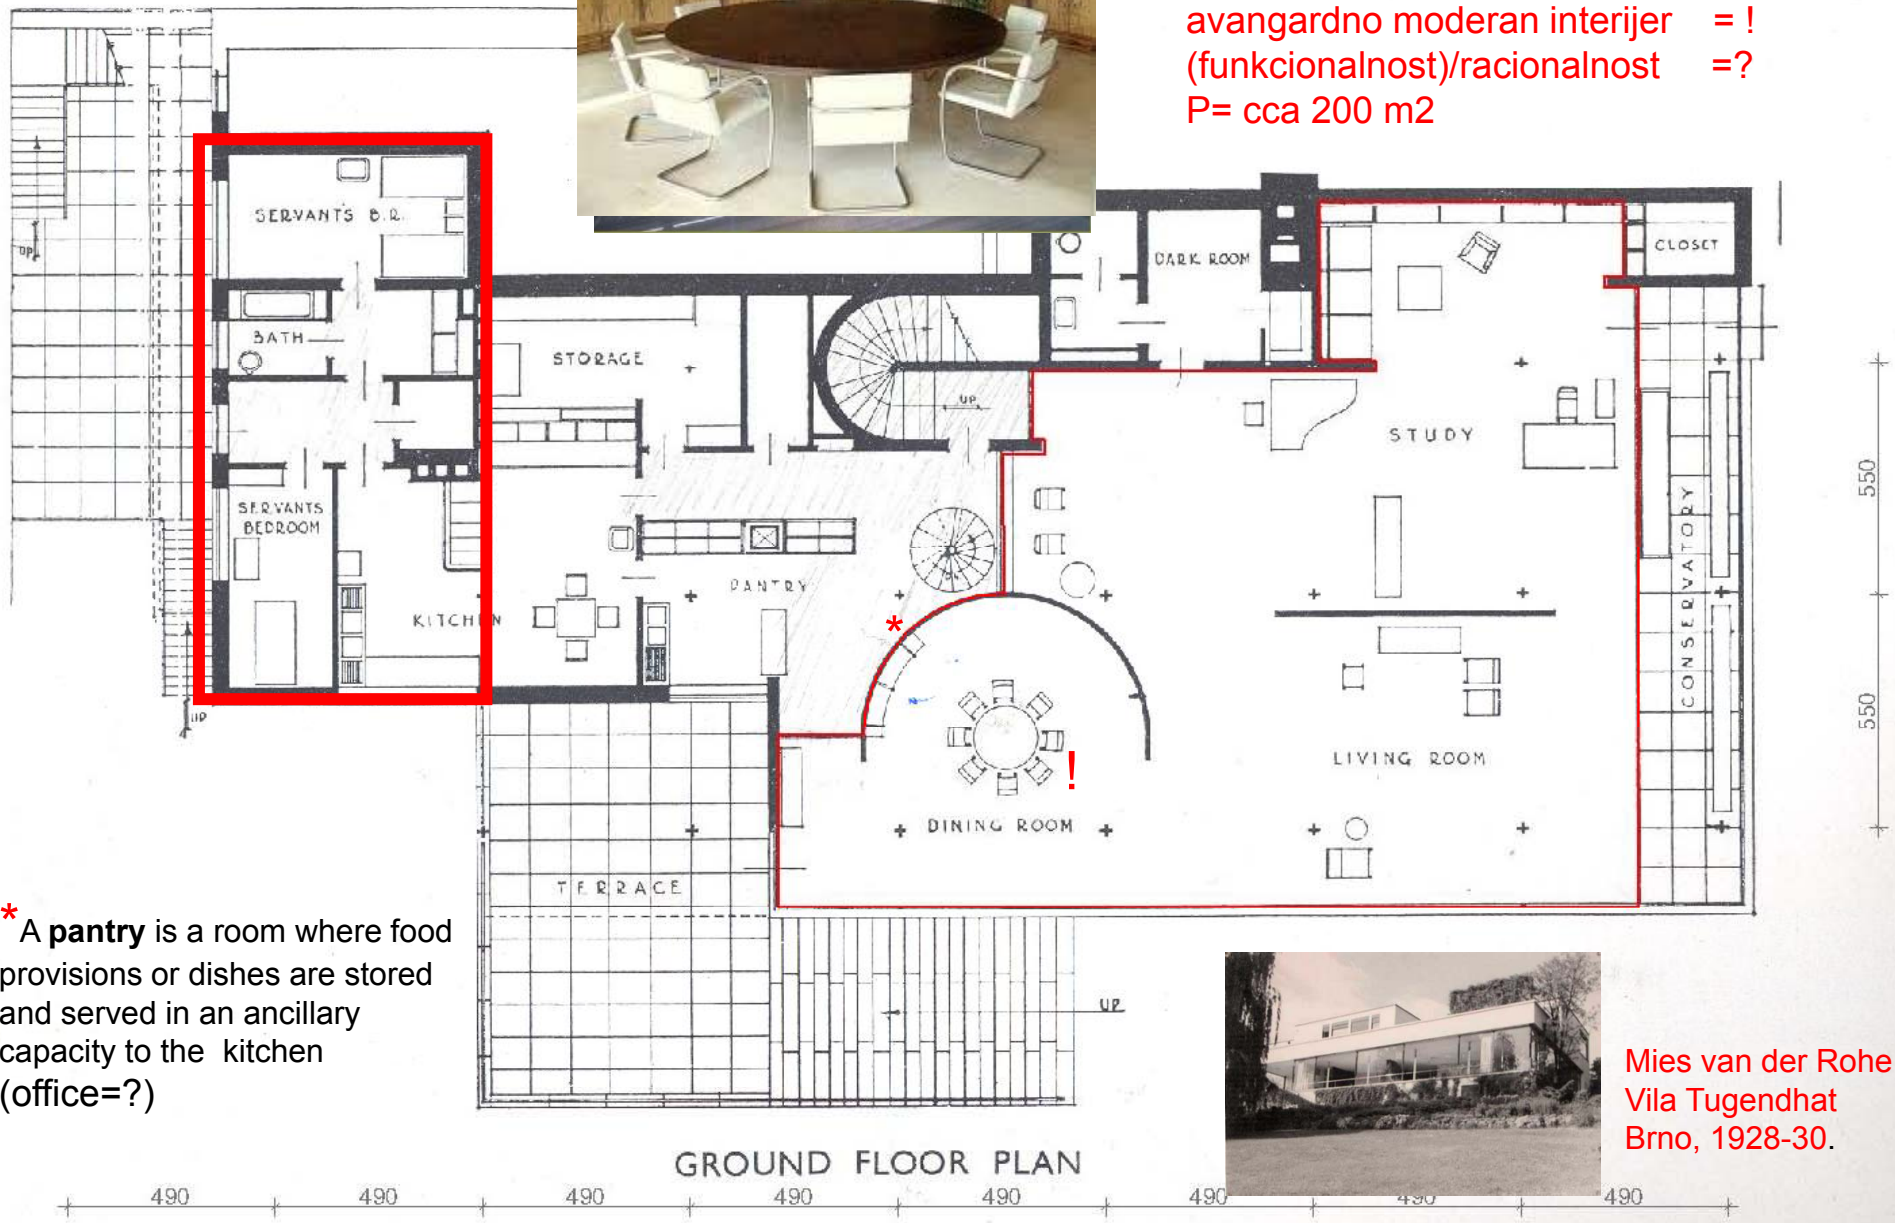 avangardno moderan interijer = !
(funkcionalnost)/racionalnost =?
P= cca 200 m2
SERVANTS B.R.
UP
BATH
STORAGE
DARK ROOM
CLOSET
UP
STUDY
SERVANTS
BEDROOM
KITCHEN
PANTRY
*
CONSERVATORY
550
550
UP
!
LIVING ROOM
DINING ROOM
TERRACE
UP
*A pantry is a room where food
provisions or dishes are stored
and served in an ancillary
capacity to the kitchen
(office=?)
Mies van der Rohe
Vila Tugendhat
Brno, 1928-30.
GROUND FLOOR PLAN
490 490 490 490 490 490 490 490